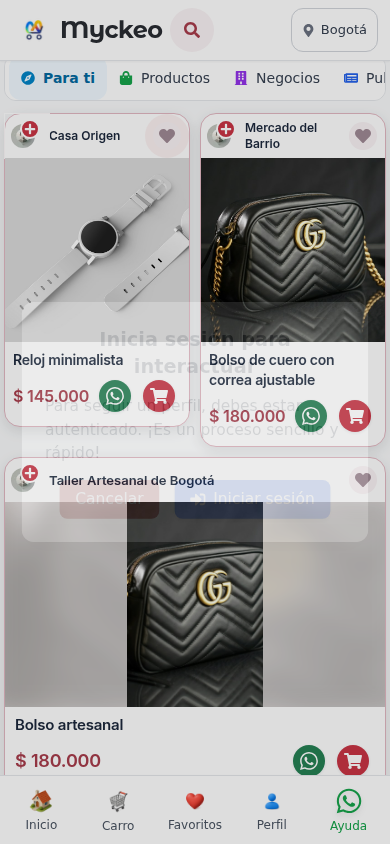 Myckeo
Bogotá
Para ti
Productos
Negocios
Casa Origen
Mercado del
Barrio
Reloj minimalista
$ 145.000
Bolso de cuero con
correa ajustable
$ 180.000
Inicia sesión para
interactuar
Para seguir un perfil, debes estar
autenticado. ¡Es un proceso sencillo y
rápido!
Cancelar
Iniciar sesión
Taller Artesanal de Bogotá
Bolso artesanal
$ 180.000
Inicio
Carro
Favoritos
Perfil
Ayuda